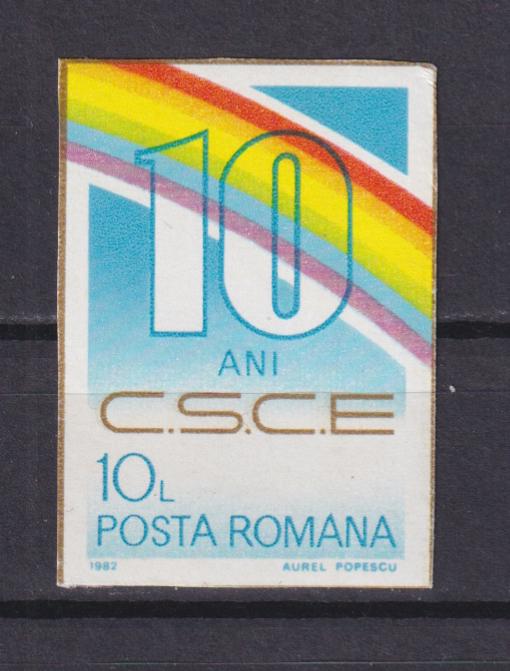 10
ANI
C.S.C.E
10L
POSTA ROMANA
1982 AUREL POPESCU